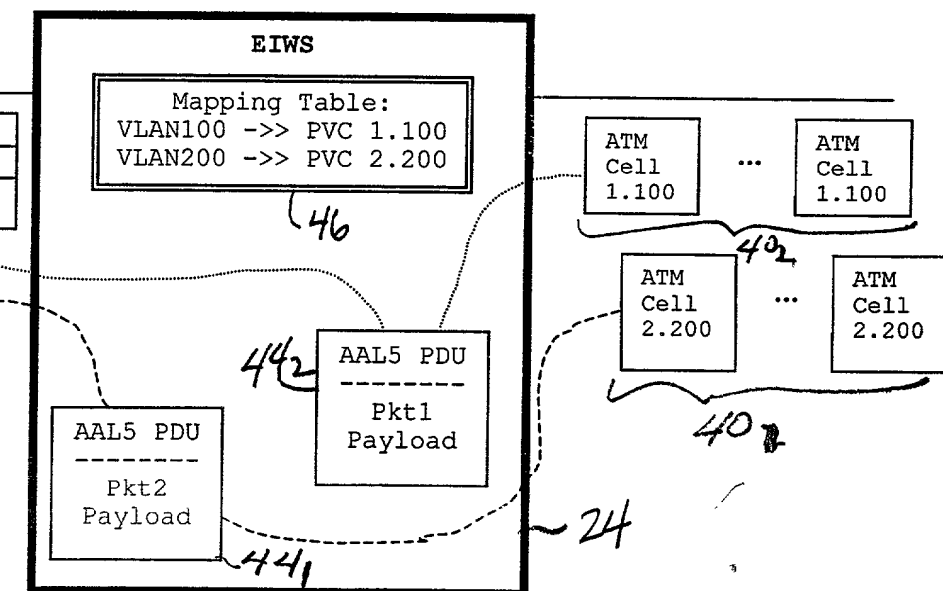 EIWS
Mapping Table:
VLAN100 ->> PVC 1.100
VLAN200 ->> PVC 2.200
46
ATM
Cell
1.100
...
ATM
Cell
1.100
40₂
ATM
Cell
2.200
...
ATM
Cell
2.200
40
44₂
AAL5 PDU
--------
Pkt1
Payload
AAL5 PDU
--------
Pkt2
Payload
44₁
24